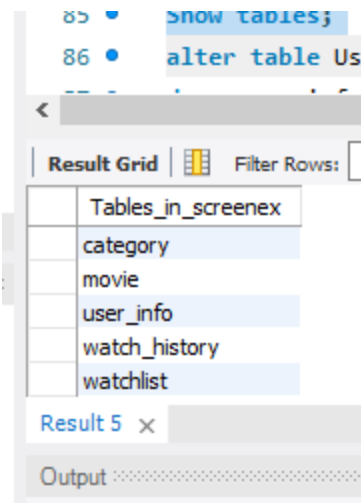 85 Show tables;
86 alter table Us
Result Grid Filter Rows:
Tables_in_screenex
category
movie
user_info
watch_history
watchlist
Result 5 ×
Output